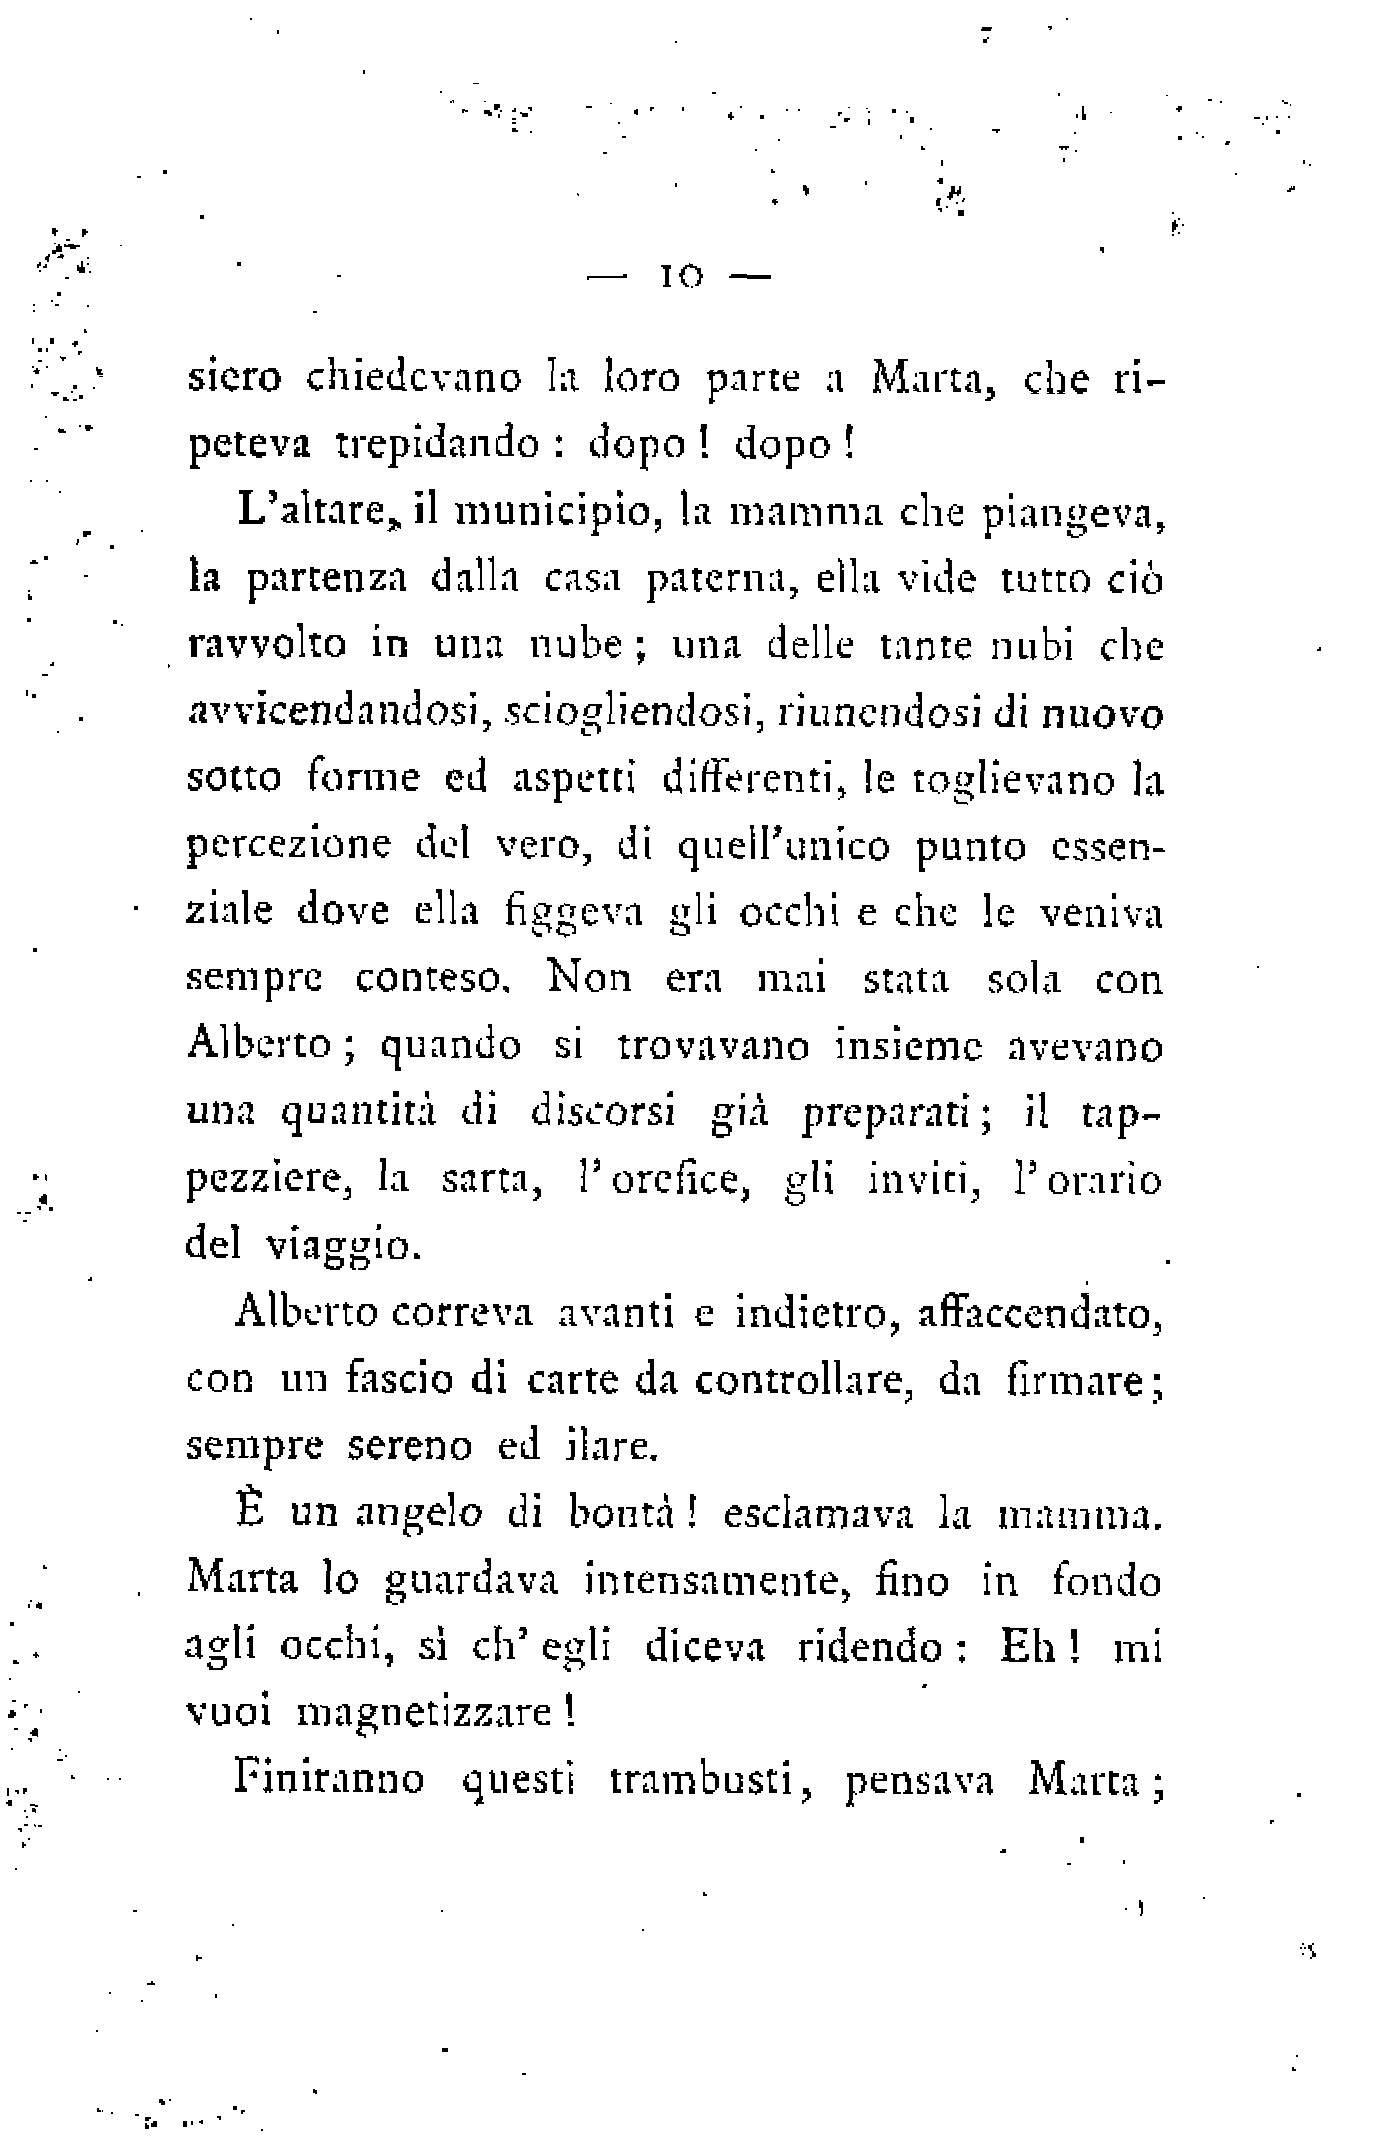 — 10 —
siero chiedevano la loro parte a Marta, che ri-
peteva trepidando : dopo ! dopo !
L'altare, il municipio, la mamma che piangeva,
la partenza dalla casa paterna, ella vide tutto ciò
ravvolto in una nube ; una delle tante nubi che
avvicendandosi, sciogliendosi, riunendosi di nuovo
sotto forme ed aspetti differenti, le toglievano la
percezione del vero, di quell'unico punto essen-
ziale dove ella figgeva gli occhi e che le veniva
sempre conteso. Non era mai stata sola con
Alberto ; quando si trovavano insieme avevano
una quantità di discorsi già preparati ; il tap-
pezziere, la sarta, l'orefice, gli inviti, l'orario
del viaggio.
Alberto correva avanti e indietro, affaccendato,
con un fascio di carte da controllare, da firmare ;
sempre sereno ed ilare.
È un angelo di bontà ! esclamava la mamma.
Marta lo guardava intensamente, fino in fondo
agli occhi, sì ch' egli diceva ridendo : Eh ! mi
vuoi magnetizzare !
Finiranno questi trambusti, pensava Marta ;